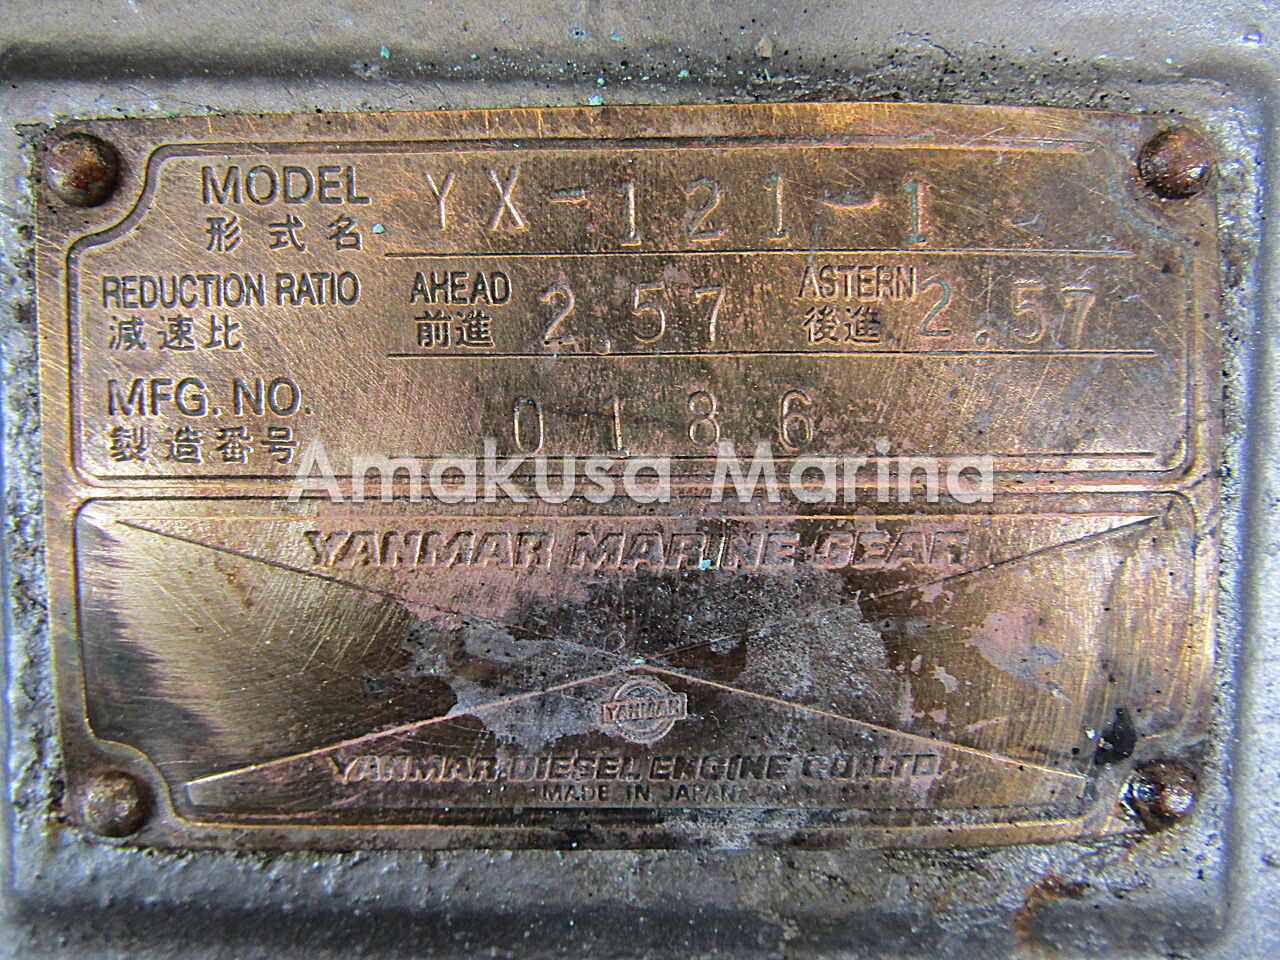 MODEL YX-121-1
形式名
REDUCTION RATIO AHEAD 2.57 ASTERN 2.57
減速比 前進 後進
MFG. NO. 0186
製造番号
Amakusa Marina
YANMAR MARINE GEAR
YANMAR
YANMAR DIESEL ENGINE CO. LTD.
MADE IN JAPAN